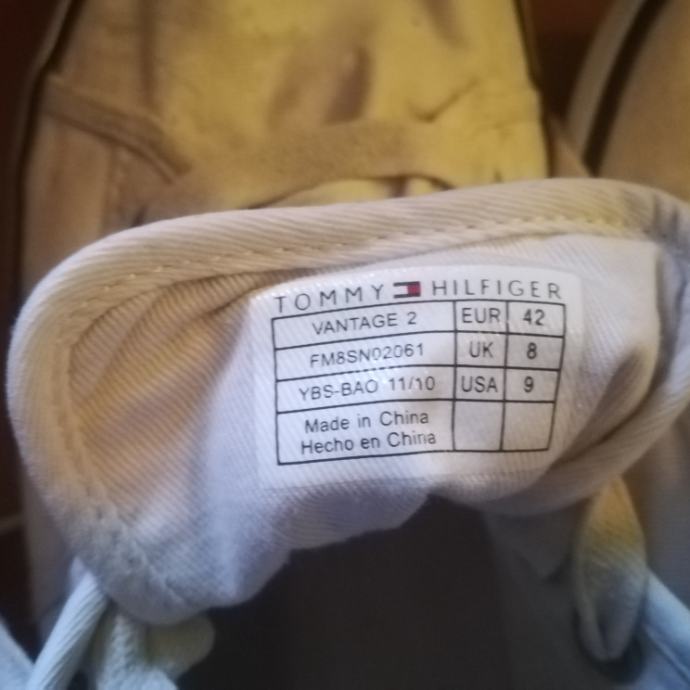 TOMMY HILFIGER
VANTAGE 2 EUR 42
FM8SN02061 UK 8
YBS-BAO 11/10 USA 9
Made in China
Hecho en China